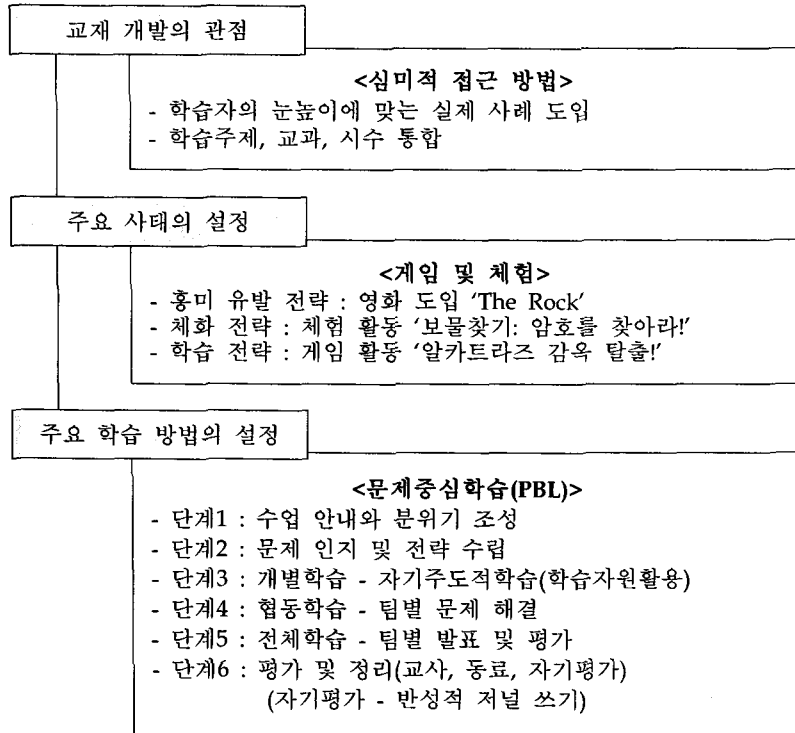 교재 개발의 관점
<심미적 접근 방법>
- 학습자의 눈높이에 맞는 실제 사례 도입
- 학습주제, 교과, 시수 통합
주요 사태의 설정
<게임 및 체험>
- 흥미 유발 전략 : 영화 도입 'The Rock'
- 체화 전략 : 체험 활동 '보물찾기: 암호를 찾아라!'
- 학습 전략 : 게임 활동 '알카트라즈 감옥 탈출!'
주요 학습 방법의 설정
<문제중심학습(PBL)>
- 단계1 : 수업 안내와 분위기 조성
- 단계2 : 문제 인지 및 전략 수립
- 단계3 : 개별학습 - 자기주도적학습(학습자원활용)
- 단계4 : 협동학습 - 팀별 문제 해결
- 단계5 : 전체학습 - 팀별 발표 및 평가
- 단계6 : 평가 및 정리(교사, 동료, 자기평가)
(자기평가 - 반성적 저널 쓰기)